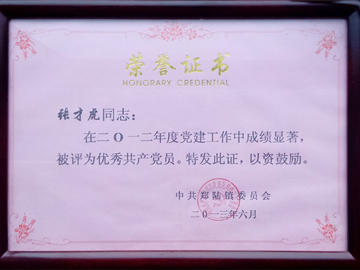 荣誉证书
HONORARY CREDENTIAL
张才虎同志：
在二〇一二年度党建工作中成绩显著，
被评为优秀共产党员。特发此证，以资鼓励。
中共郑陆镇委员会
二〇一三年六月